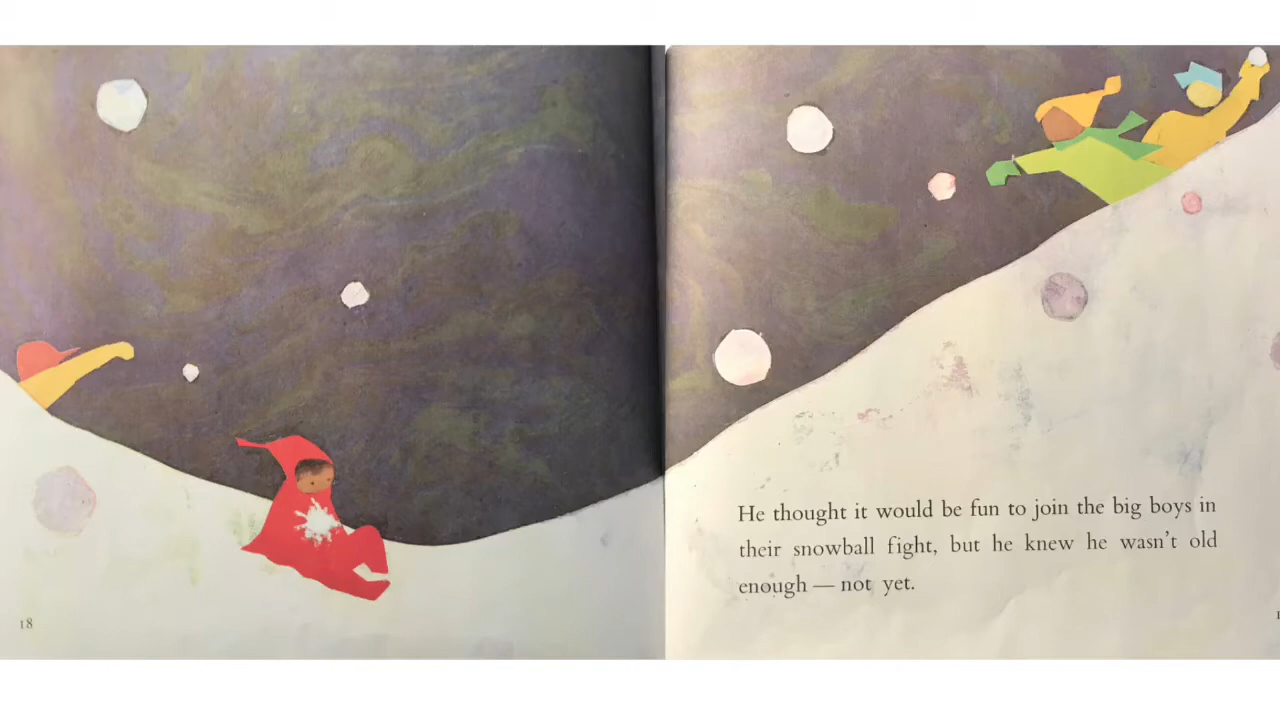 He thought it would be fun to join the big boys in
their snowball fight, but he knew he wasn't old
enough — not yet.
18